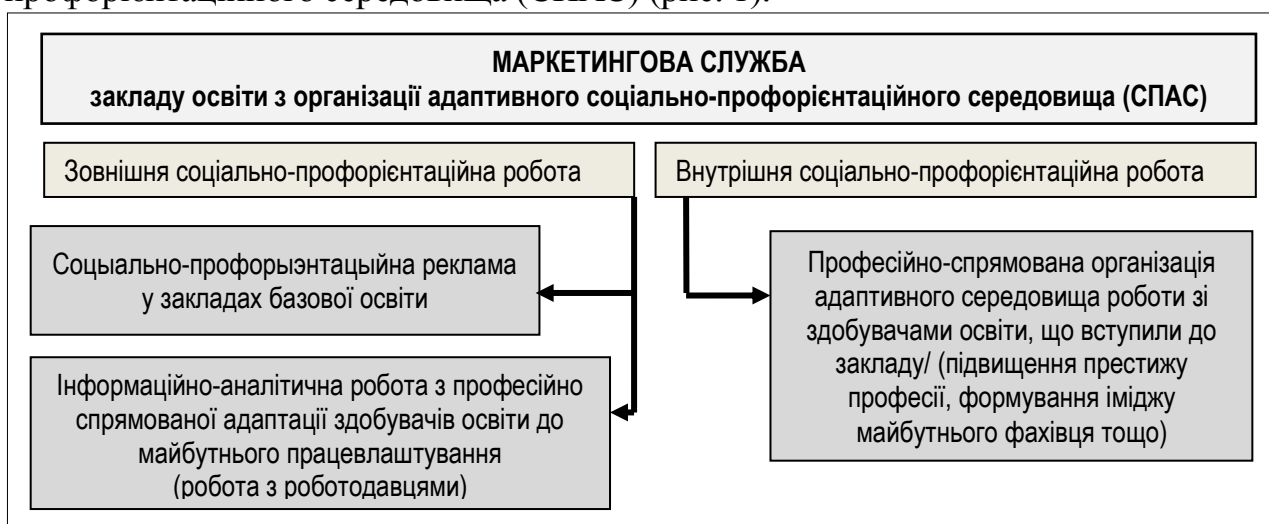 профорієнтаційного середовища (СПАС) (рис. 1).
МАРКЕТИНГОВА СЛУЖБА
закладу освіти з організації адаптивного соціально-профорієнтаційного середовища (СПАС)
Зовнішня соціально-профорієнтаційна робота
Внутрішня соціально-профорієнтаційна робота
Соцыально-профорыэнтацыйна реклама
у закладах базової освіти
Інформаційно-аналітична робота з професійно
спрямованої адаптації здобувачів освіти до
майбутнього працевлаштування
(робота з роботодавцями)
Професійно-спрямована організація
адаптивного середовища роботи зі
здобувачами освіти, що вступили до
закладу/ (підвищення престижу
професії, формування іміджу
майбутнього фахівця тощо)